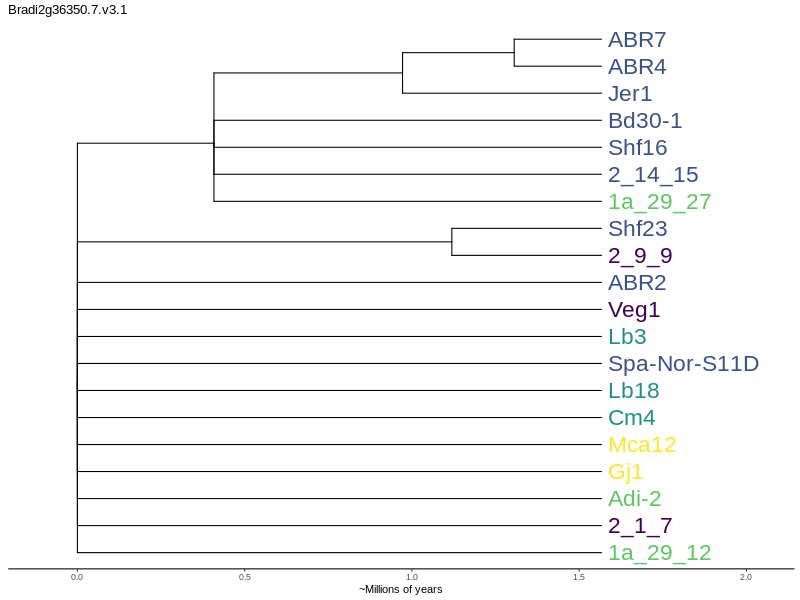 Bradi2g36350.7.v3.1
ABR7
ABR4
Jer1
Bd30-1
Shf16
2_14_15
1a_29_27
Shf23
2_9_9
ABR2
Veg1
Lb3
Spa-Nor-S11D
Lb18
Cm4
Mca12
Gj1
Adi-2
2_1_7
1a_29_12
0.0 0.5 1.0 1.5 2.0
~Millions of years